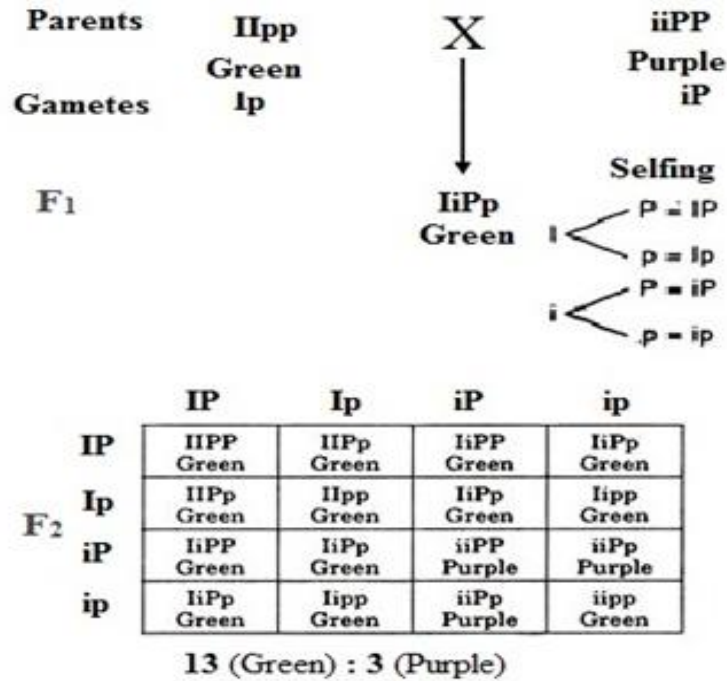 Parents IIpp X iiPP
Green Purple
Gametes Ip iP
Selfing
F1 IiPp
Green
I P = IP
p = Ip
i P = iP
p = ip
IP Ip iP ip
IP IIPP IIPp IiPP IiPp
Green Green Green Green
Ip IIPp IIpp IiPp Iipp
Green Green Green Green
F2
iP IiPP IiPp iiPP iiPp
Green Green Purple Purple
ip IiPp Iipp iiPp iipp
Green Green Purple Green
13 (Green) : 3 (Purple)